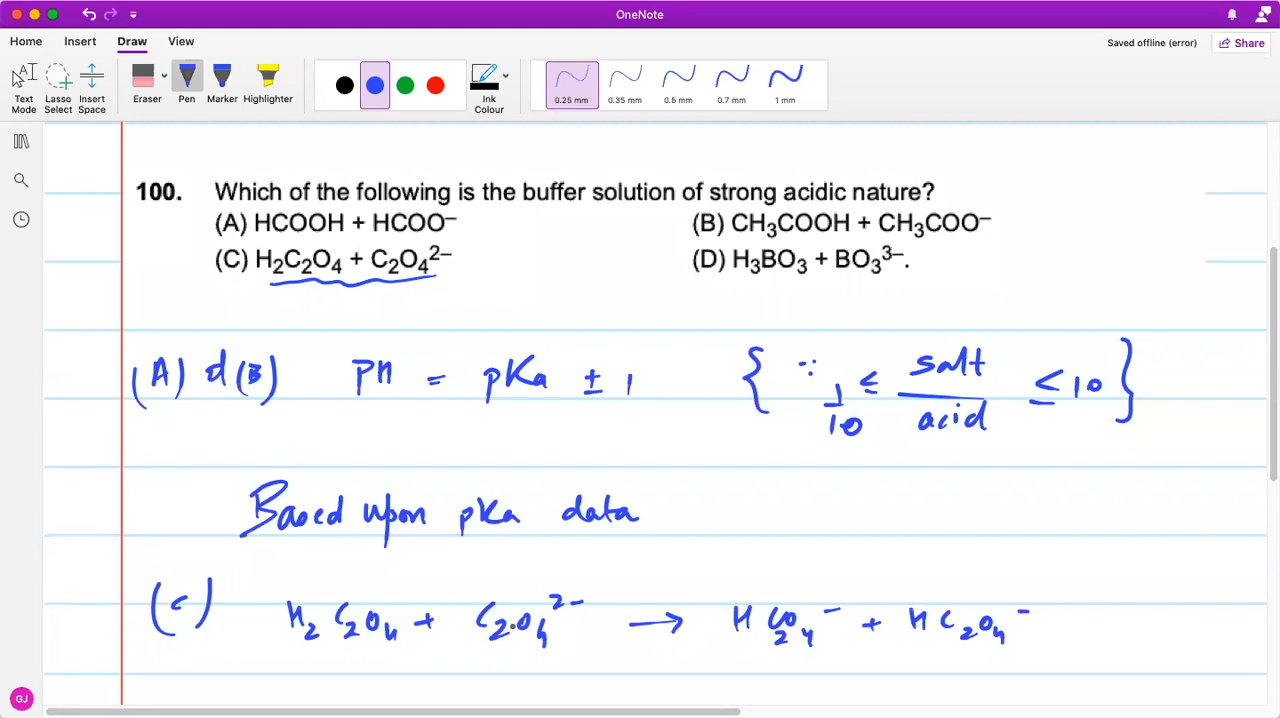 OneNote
Home Insert Draw View
Saved offline (error) Share
Text Mode
Lasso Select
Insert Space
Eraser
Pen
Marker
Highlighter
Ink Colour
0.25 mm 0.35 mm 0.5 mm 0.7 mm 1 mm
100. Which of the following is the buffer solution of strong acidic nature?
(A) HCOOH + HCOO⁻ (B) CH₃COOH + CH₃COO⁻
(C) H₂C₂O₄ + C₂O₄²⁻ (D) H₃BO₃ + BO₃³⁻.
(A) d (B) PH = pKa ± 1 { ∵ 1/10 ≤ salt/acid ≤ 10 }
Based upon pKa data
(C) H₂C₂O₄ + C₂O₄²⁻ → HC₂O₄⁻ + HC₂O₄⁻
GJ